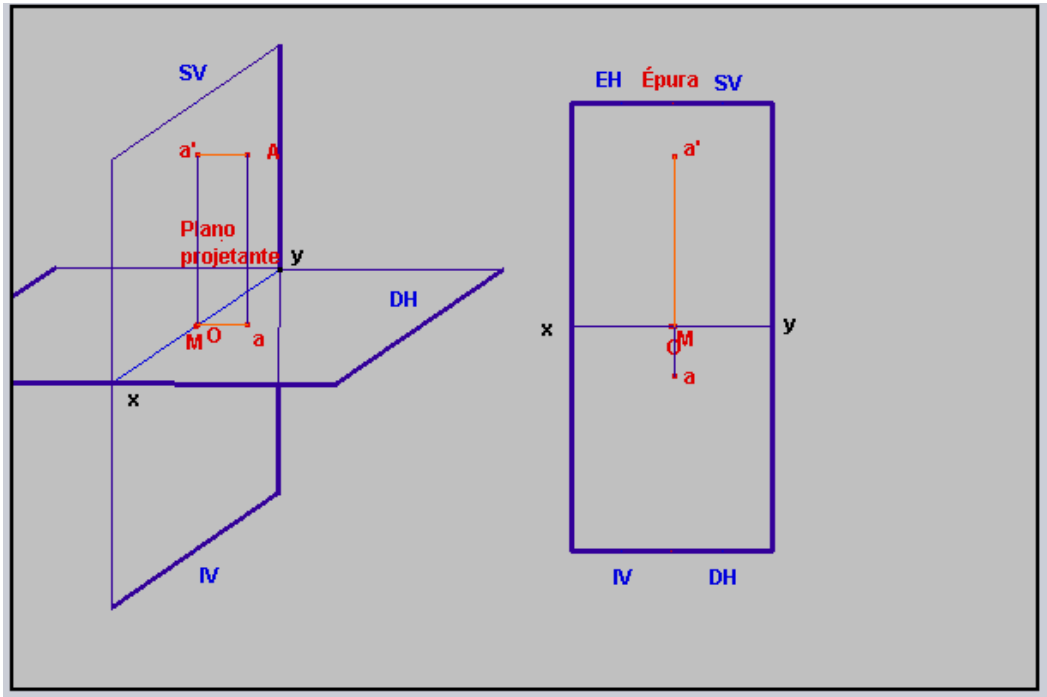 SV
a' A
Plano
projetante y
DH
M O a
x
IV
EH Épura SV
a'
x y
M
O
a
IV DH